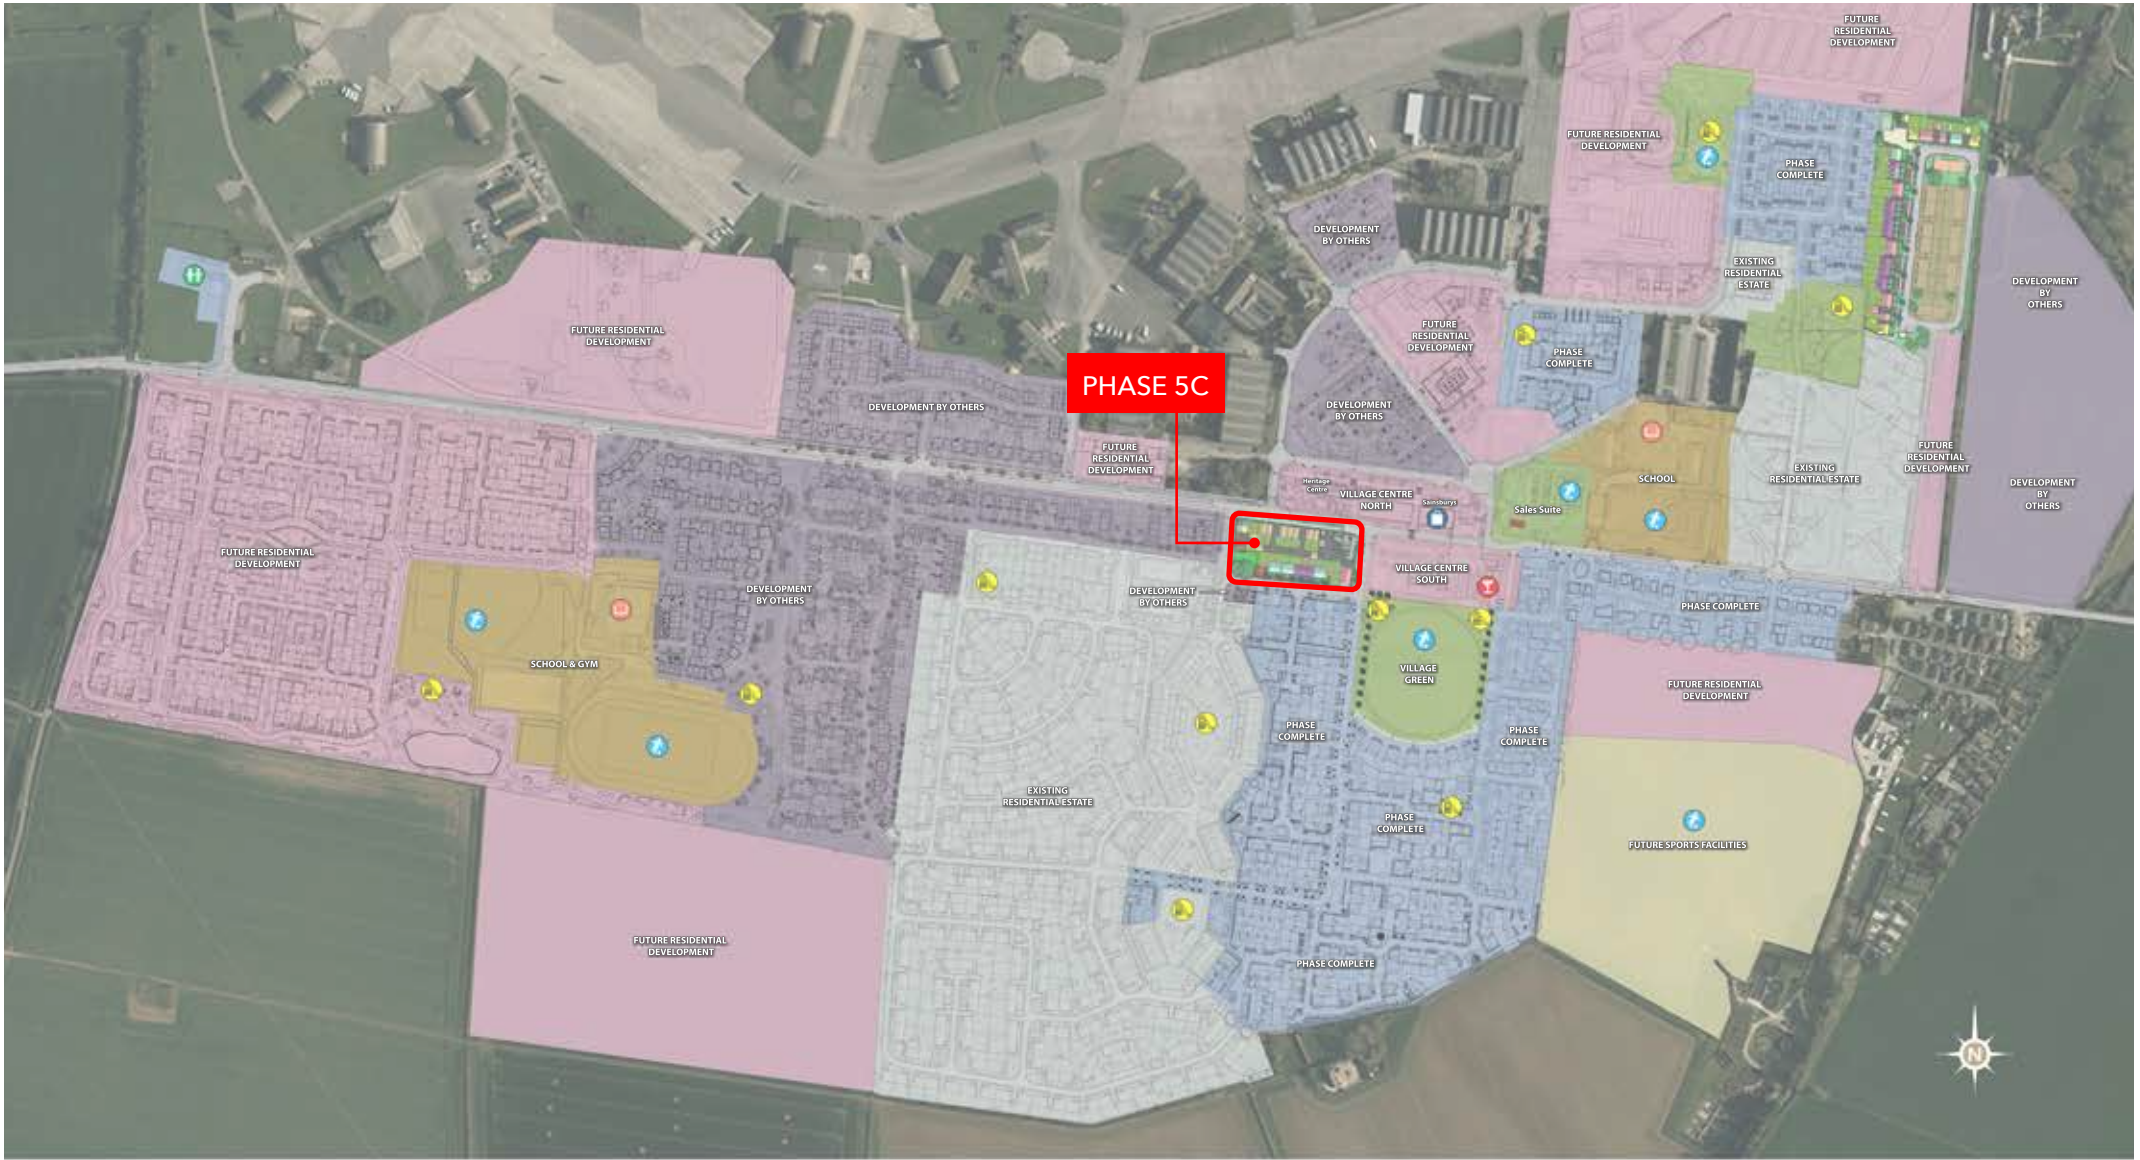 FUTURE
RESIDENTIAL
DEVELOPMENT
FUTURE RESIDENTIAL
DEVELOPMENT
PHASE
COMPLETE
DEVELOPMENT
BY OTHERS
EXISTING
RESIDENTIAL
ESTATE
DEVELOPMENT
BY
OTHERS
H
FUTURE RESIDENTIAL
DEVELOPMENT
FUTURE
RESIDENTIAL
DEVELOPMENT
PHASE
COMPLETE
PHASE 5C
DEVELOPMENT BY OTHERS
DEVELOPMENT
BY OTHERS
FUTURE
RESIDENTIAL
DEVELOPMENT
FUTURE
RESIDENTIAL
DEVELOPMENT
EXISTING
RESIDENTIAL ESTATE
SCHOOL
Heritage
Centre
VILLAGE CENTRE
NORTH
Sainsburys
Sales Suite
DEVELOPMENT
BY
OTHERS
FUTURE RESIDENTIAL
DEVELOPMENT
DEVELOPMENT
BY OTHERS
DEVELOPMENT
BY OTHERS
VILLAGE CENTRE
SOUTH
PHASE COMPLETE
SCHOOL & GYM
VILLAGE
GREEN
FUTURE RESIDENTIAL
DEVELOPMENT
PHASE
COMPLETE
PHASE
COMPLETE
EXISTING
RESIDENTIAL ESTATE
PHASE
COMPLETE
FUTURE SPORTS FACILITIES
FUTURE RESIDENTIAL
DEVELOPMENT
PHASE COMPLETE
N